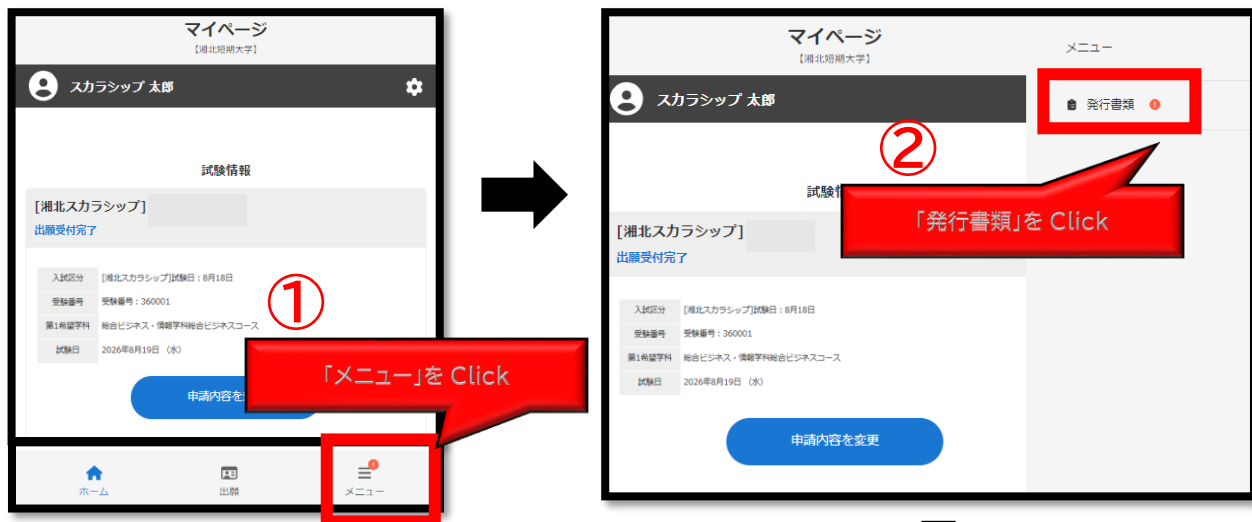 マイページ
【湘北短期大学】
スカラシップ 太郎
試験情報
[湘北スカラシップ]
出願受付完了
入試区分 [湘北スカラシップ]試験日：8月18日
受験番号 受験番号：360001
第1希望学科 総合ビジネス・情報学科総合ビジネスコース
試験日 2026年8月19日 （水）
申請内容を
①
「メニュー」を Click
ホーム
出願
メニュー
マイページ
【湘北短期大学】
スカラシップ 太郎
メニュー
発行書類
②
「発行書類」を Click
試験
[湘北スカラシップ]
出願受付完了
入試区分 [湘北スカラシップ]試験日：8月18日
受験番号 受験番号：360001
第1希望学科 総合ビジネス・情報学科総合ビジネスコース
試験日 2026年8月19日 （水）
申請内容を変更